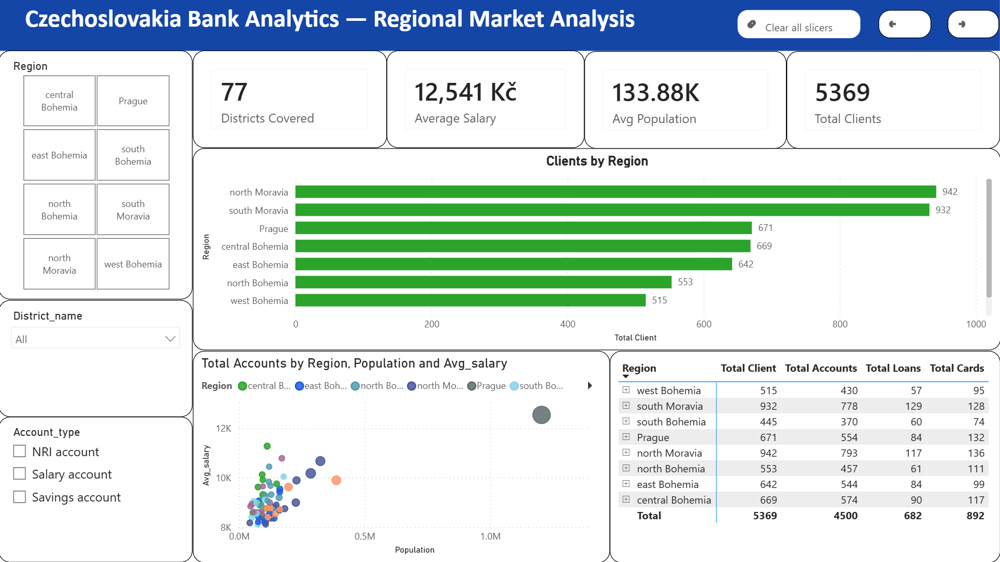 Czechoslovakia Bank Analytics — Regional Market Analysis
Clear all slicers
Region
central
Bohemia
Prague
east Bohemia
south
Bohemia
north
Bohemia
south
Moravia
north
Moravia
west Bohemia
District_name
All
Account_type
NRI account
Salary account
Savings account
77
Districts Covered
12,541 Kč
Average Salary
133.88K
Avg Population
5369
Total Clients
Clients by Region
Region
north Moravia 942
south Moravia 932
Prague 671
central Bohemia 669
east Bohemia 642
north Bohemia 553
west Bohemia 515
0 200 400 600 800 1000
Total Client
Total Accounts by Region, Population and Avg_salary
Region central B... east Boh... north Bo... north Mo... Prague south Bo...
Avg_salary
12K
10K
8K
0.0M 0.5M 1.0M
Population
Region Total Client Total Accounts Total Loans Total Cards
west Bohemia 515 430 57 95
south Moravia 932 778 129 128
south Bohemia 445 370 60 74
Prague 671 554 84 132
north Moravia 942 793 117 136
north Bohemia 553 457 61 111
east Bohemia 642 544 84 99
central Bohemia 669 574 90 117
Total 5369 4500 682 892